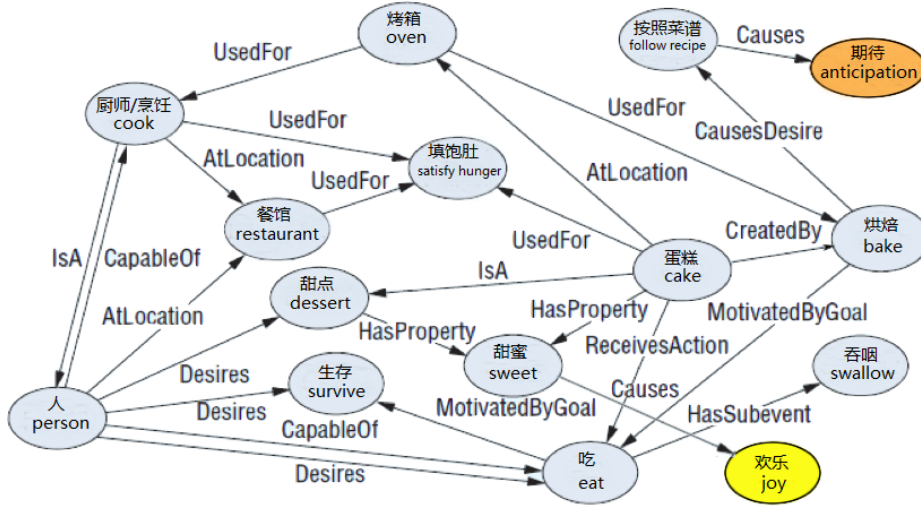 烤箱
oven
按照菜谱
follow recipe
Causes
期待
anticipation
UsedFor
厨师/烹饪
cook
UsedFor
UsedFor
CausesDesire
AtLocation
填饱肚
satisfy hunger
UsedFor
AtLocation
餐馆
restaurant
UsedFor
CreatedBy
烘焙
bake
IsA
CapableOf
蛋糕
cake
IsA
甜点
dessert
AtLocation
HasProperty
HasProperty
MotivatedByGoal
ReceivesAction
甜蜜
sweet
吞咽
swallow
Desires
生存
survive
Causes
人
person
Desires
MotivatedByGoal
HasSubevent
CapableOf
吃
eat
Desires
欢乐
joy